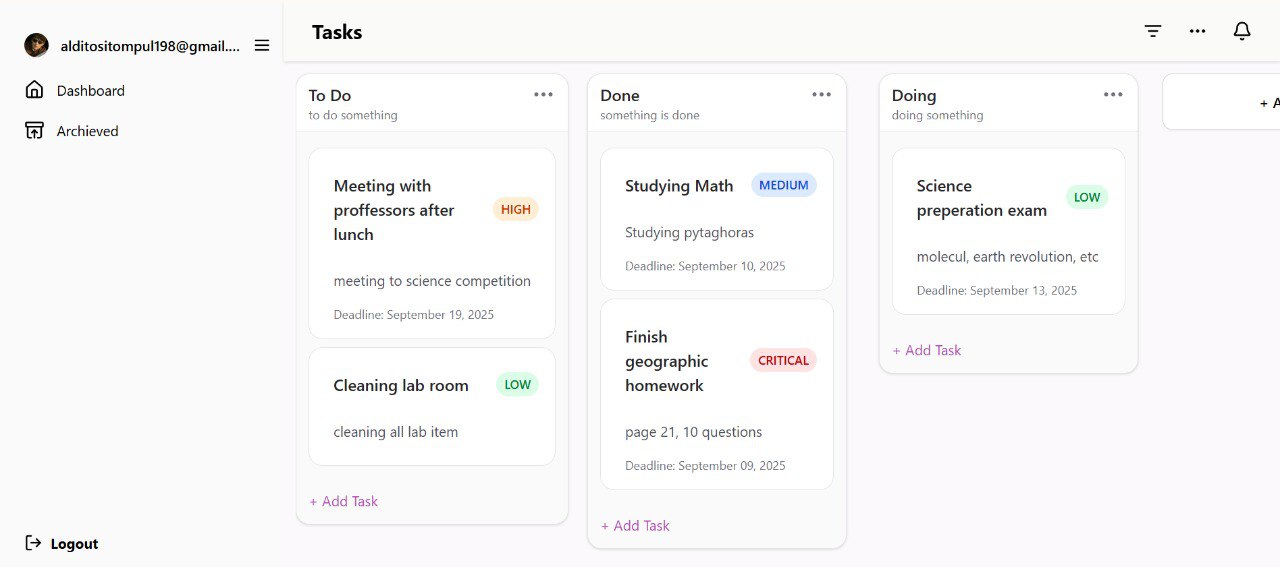 alditositompul198@gmail....
Dashboard
Archieved
Logout
Tasks
To Do
to do something
Meeting with
proffessors after
lunch
HIGH
meeting to science competition
Deadline: September 19, 2025
Cleaning lab room
LOW
cleaning all lab item
+ Add Task
Done
something is done
Studying Math
MEDIUM
Studying pytaghoras
Deadline: September 10, 2025
Finish
geographic
homework
CRITICAL
page 21, 10 questions
Deadline: September 09, 2025
+ Add Task
Doing
doing something
Science
preperation exam
LOW
molecul, earth revolution, etc
Deadline: September 13, 2025
+ Add Task
+ A